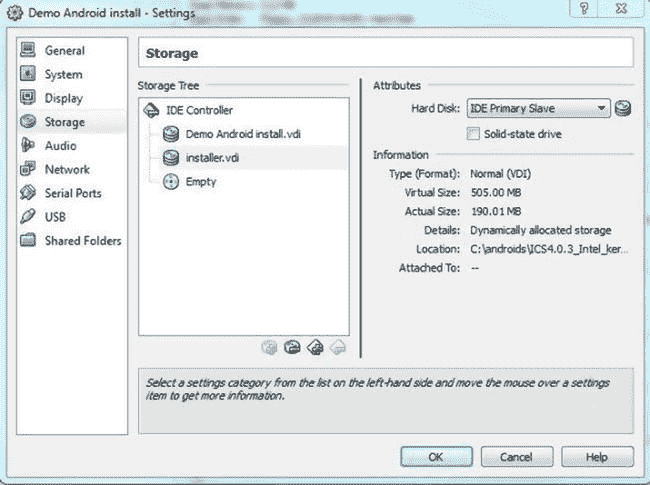 Demo Android install - Settings
General
System
Display
Storage
Audio
Network
Serial Ports
USB
Shared Folders
Storage
Storage Tree
IDE Controller
Demo Android install.vdi
installer.vdi
Empty
Attributes
Hard Disk: IDE Primary Slave
Solid-state drive
Information
Type (Format): Normal (VDI)
Virtual Size: 505.00 MB
Actual Size: 190.01 MB
Details: Dynamically allocated storage
Location: C:\androids\ICS4.0.3_Intel_ker...
Attached To: --
Select a settings category from the list on the left-hand side and move the mouse over a settings
item to get more information.
OK Cancel Help